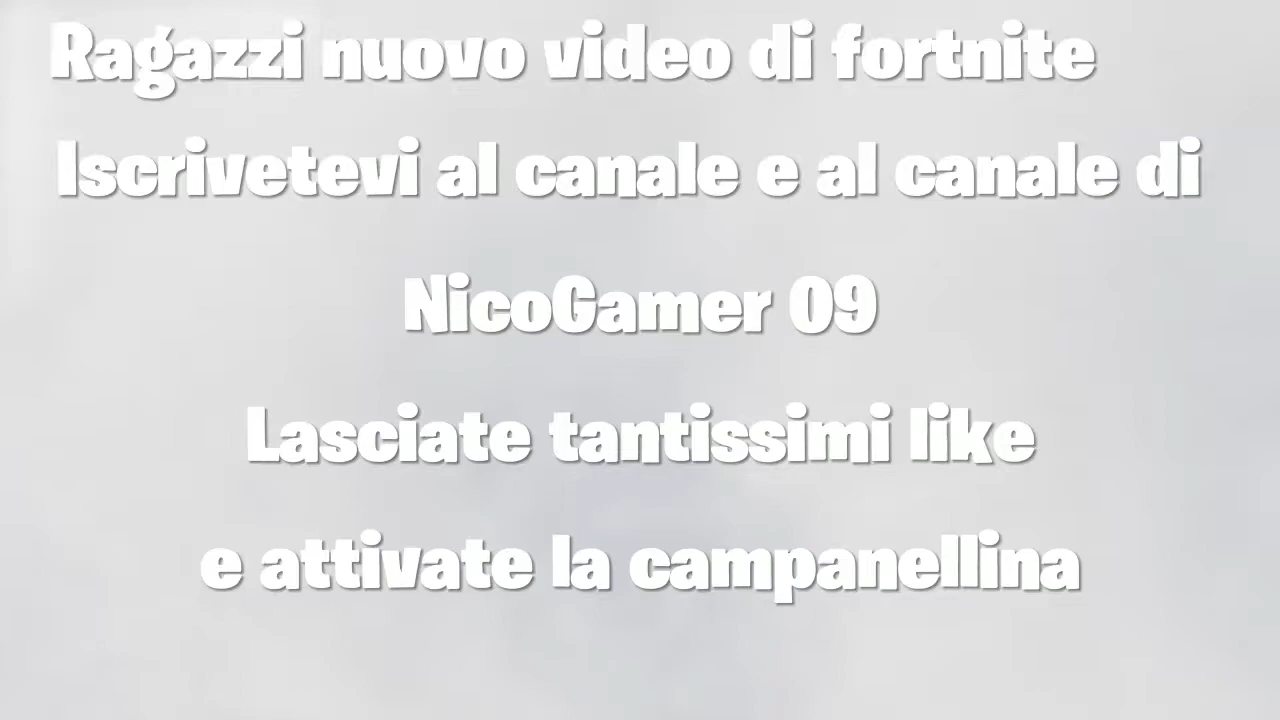 Ragazzi nuovo video di fortnite
Iscrivetevi al canale e al canale di
NicoGamer 09
Lasciate tantissimi like
e attivate la campanellina